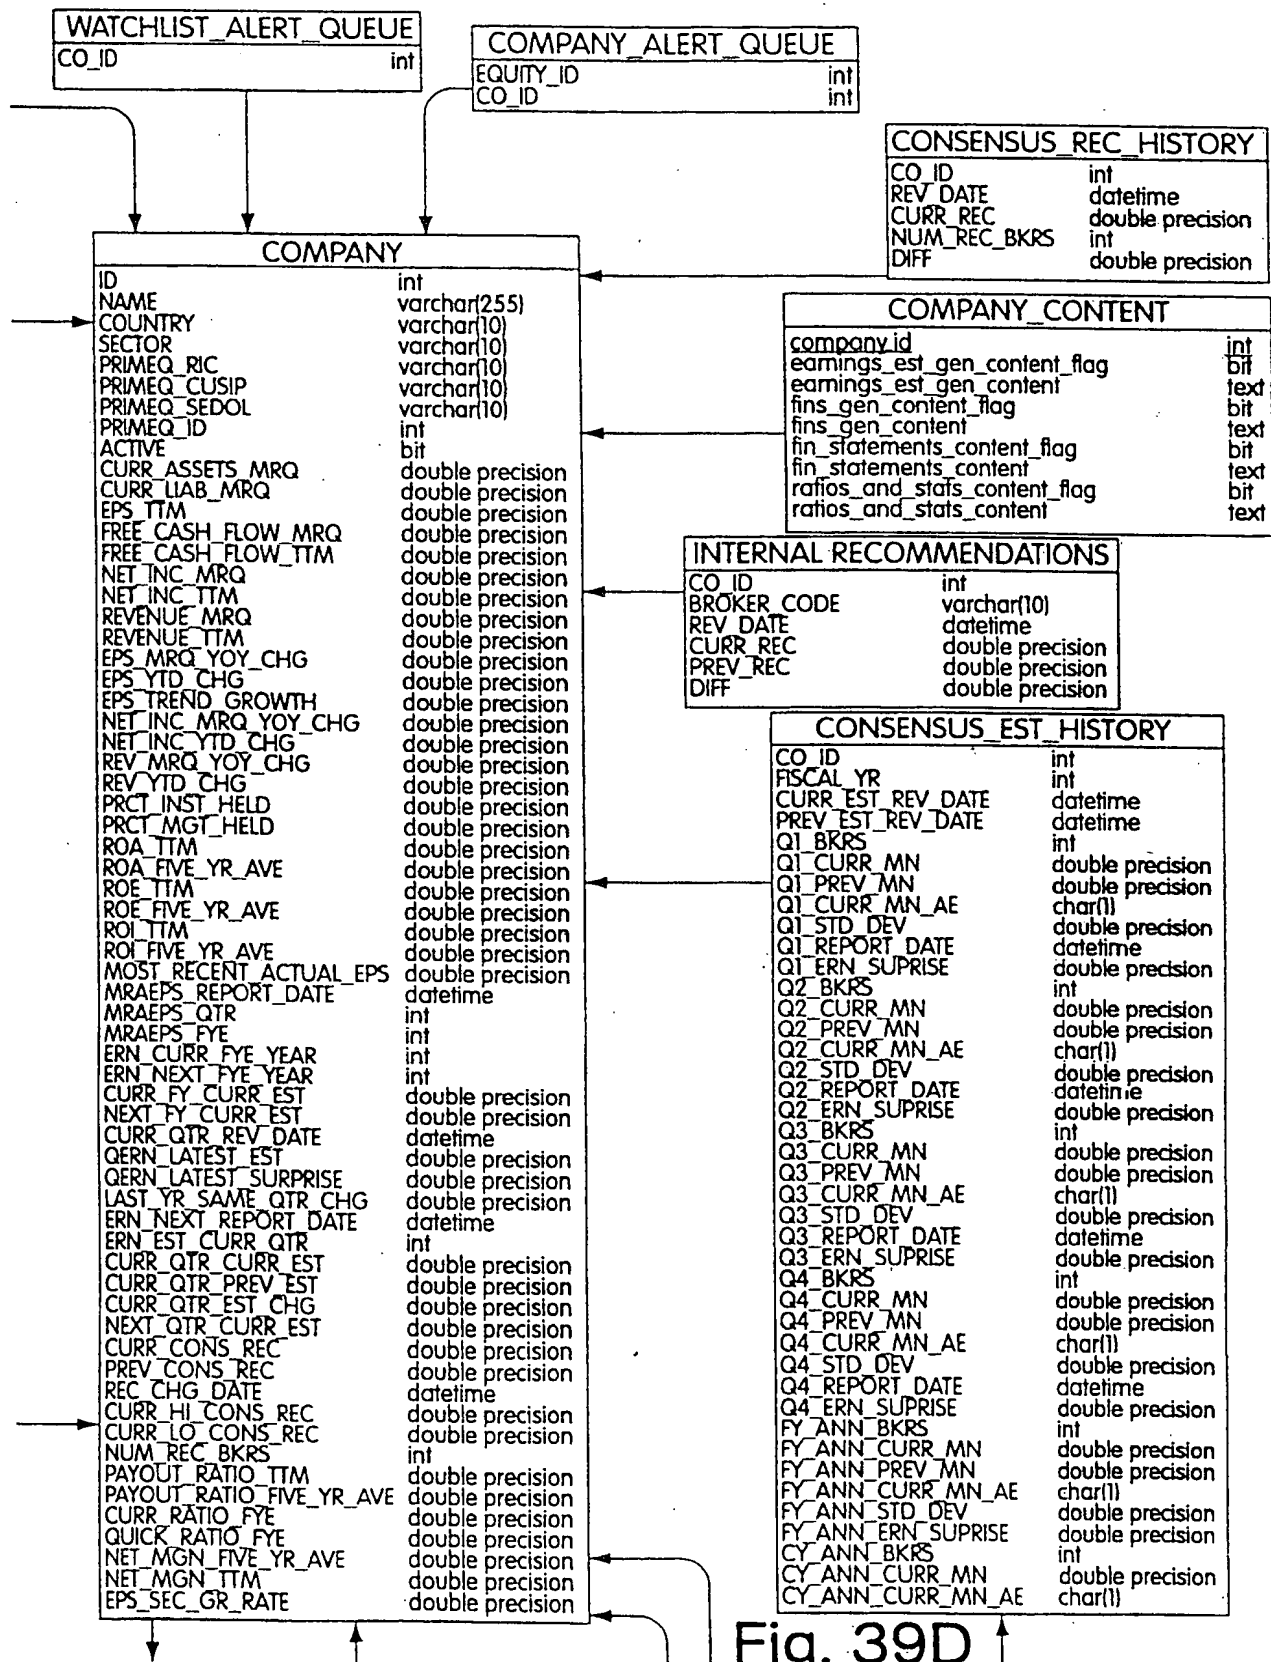 WATCHLIST_ALERT_QUEUE
CO_ID int
COMPANY_ALERT_QUEUE
EQUITY_ID int
CO_ID int
CONSENSUS_REC_HISTORY
CO_ID int
REV_DATE datetime
CURR_REC double precision
NUM_REC_BKRS int
DIFF double precision
COMPANY
ID int
NAME varchar(255)
COUNTRY varchar(10)
SECTOR varchar(10)
PRIMEQ_RIC varchar(10)
PRIMEQ_CUSIP varchar(10)
PRIMEQ_SEDOL varchar(10)
PRIMEQ_ID int
ACTIVE bit
CURR_ASSETS_MRQ double precision
CURR_LIAB_MRQ double precision
EPS_TTM double precision
FREE_CASH_FLOW_MRQ double precision
FREE_CASH_FLOW_TTM double precision
NET_INC_MRQ double precision
NET_INC_TTM double precision
REVENUE_MRQ double precision
REVENUE_TTM double precision
EPS_MRQ_YOY_CHG double precision
EPS_YTD_CHG double precision
EPS_TREND_GROWTH double precision
NET_INC_MRQ_YOY_CHG double precision
NET_INC_YTD_CHG double precision
REV_MRQ_YOY_CHG double precision
REV_YTD_CHG double precision
PRCT_INST_HELD double precision
PRCT_MGT_HELD double precision
ROA_TTM double precision
ROA_FIVE_YR_AVE double precision
ROE_TTM double precision
ROE_FIVE_YR_AVE double precision
ROI_TTM double precision
ROI_FIVE_YR_AVE double precision
MOST_RECENT_ACTUAL_EPS double precision
MRAEPS_REPORT_DATE datetime
MRAEPS_QTR int
MRAEPS_FYE int
ERN_CURR_FYE_YEAR int
ERN_NEXT_FYE_YEAR int
CURR_FY_CURR_EST double precision
NEXT_FY_CURR_EST double precision
CURR_QTR_REV_DATE datetime
QERN_LATEST_EST double precision
QERN_LATEST_SURPRISE double precision
LAST_YR_SAME_QTR_CHG double precision
ERN_NEXT_REPORT_DATE datetime
ERN_EST_CURR_QTR int
CURR_QTR_CURR_EST double precision
CURR_QTR_PREV_EST double precision
CURR_QTR_EST_CHG double precision
NEXT_QTR_CURR_EST double precision
CURR_CONS_REC double precision
PREV_CONS_REC double precision
REC_CHG_DATE datetime
CURR_HI_CONS_REC double precision
CURR_LO_CONS_REC double precision
NUM_REC_BKRS int
PAYOUT_RATIO_TTM double precision
PAYOUT_RATIO_FIVE_YR_AVE double precision
CURR_RATIO_FYE double precision
QUICK_RATIO_FYE double precision
NET_MGN_FIVE_YR_AVE double precision
NET_MGN_TTM double precision
EPS_SEC_GR_RATE double precision
COMPANY_CONTENT
company_id int
earnings_est_gen_content_flag bit
earnings_est_gen_content text
fins_gen_content_flag bit
fins_gen_content text
fin_statements_content_flag bit
fin_statements_content text
ratios_and_stats_content_flag bit
ratios_and_stats_content text
INTERNAL RECOMMENDATIONS
CO_ID int
BROKER_CODE varchar(10)
REV_DATE datetime
CURR_REC double precision
PREV_REC double precision
DIFF double precision
CONSENSUS_EST_HISTORY
CO_ID int
FISCAL_YR int
CURR_EST_REV_DATE datetime
PREV_EST_REV_DATE datetime
Q1_BKRS int
Q1_CURR_MN double precision
Q1_PREV_MN double precision
Q1_CURR_MN_AE char(1)
Q1_STD_DEV double precision
Q1_REPORT_DATE datetime
Q1_ERN_SUPRISE double precision
Q2_BKRS int
Q2_CURR_MN double precision
Q2_PREV_MN double precision
Q2_CURR_MN_AE char(1)
Q2_STD_DEV double precision
Q2_REPORT_DATE datetime
Q2_ERN_SUPRISE double precision
Q3_BKRS int
Q3_CURR_MN double precision
Q3_PREV_MN double precision
Q3_CURR_MN_AE char(1)
Q3_STD_DEV double precision
Q3_REPORT_DATE datetime
Q3_ERN_SUPRISE double precision
Q4_BKRS int
Q4_CURR_MN double precision
Q4_PREV_MN double precision
Q4_CURR_MN_AE char(1)
Q4_STD_DEV double precision
Q4_REPORT_DATE datetime
Q4_ERN_SUPRISE double precision
FY_ANN_BKRS int
FY_ANN_CURR_MN double precision
FY_ANN_PREV_MN double precision
FY_ANN_CURR_MN_AE char(1)
FY_ANN_STD_DEV double precision
FY_ANN_ERN_SUPRISE double precision
CY_ANN_BKRS int
CY_ANN_CURR_MN double precision
CY_ANN_CURR_MN_AE char(1)
Fig. 39D